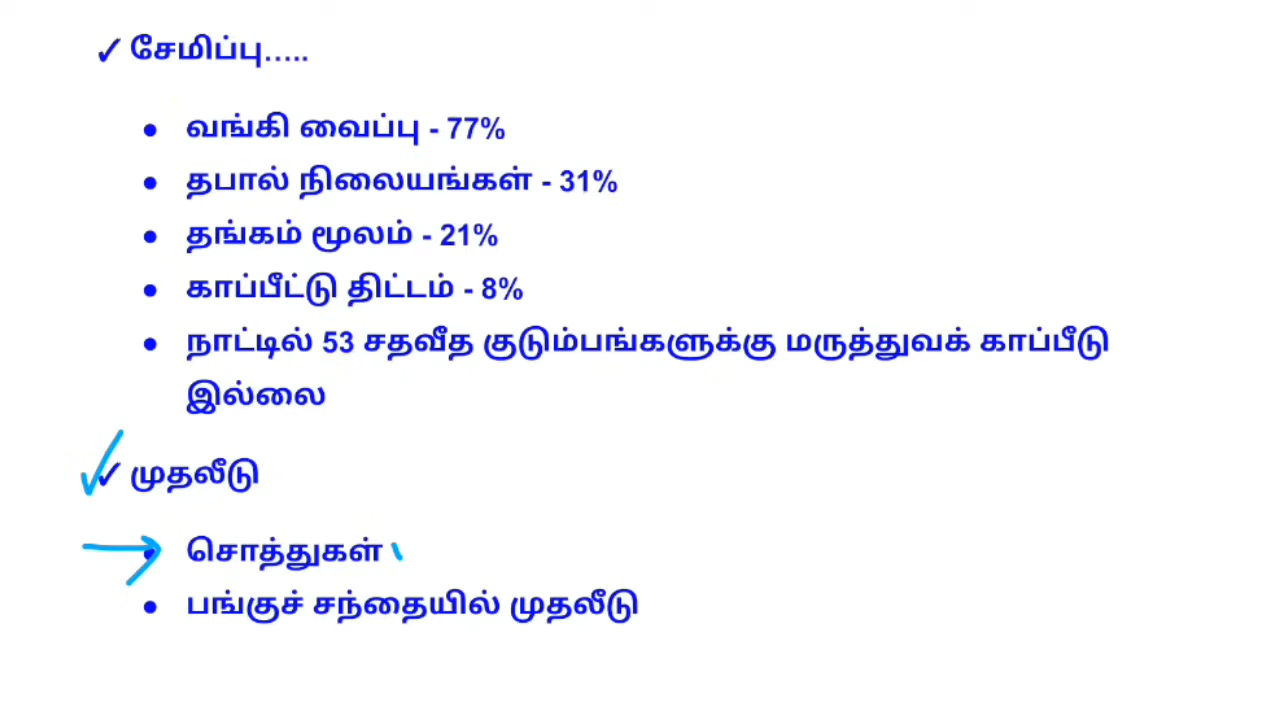 ✓ சேமிப்பு.....
● வங்கி வைப்பு - 77%
● தபால் நிலையங்கள் - 31%
● தங்கம் மூலம் - 21%
● காப்பீட்டு திட்டம் - 8%
● நாட்டில் 53 சதவீத குடும்பங்களுக்கு மருத்துவக் காப்பீடு
இல்லை
✓ முதலீடு
● சொத்துகள்
● பங்குச் சந்தையில் முதலீடு